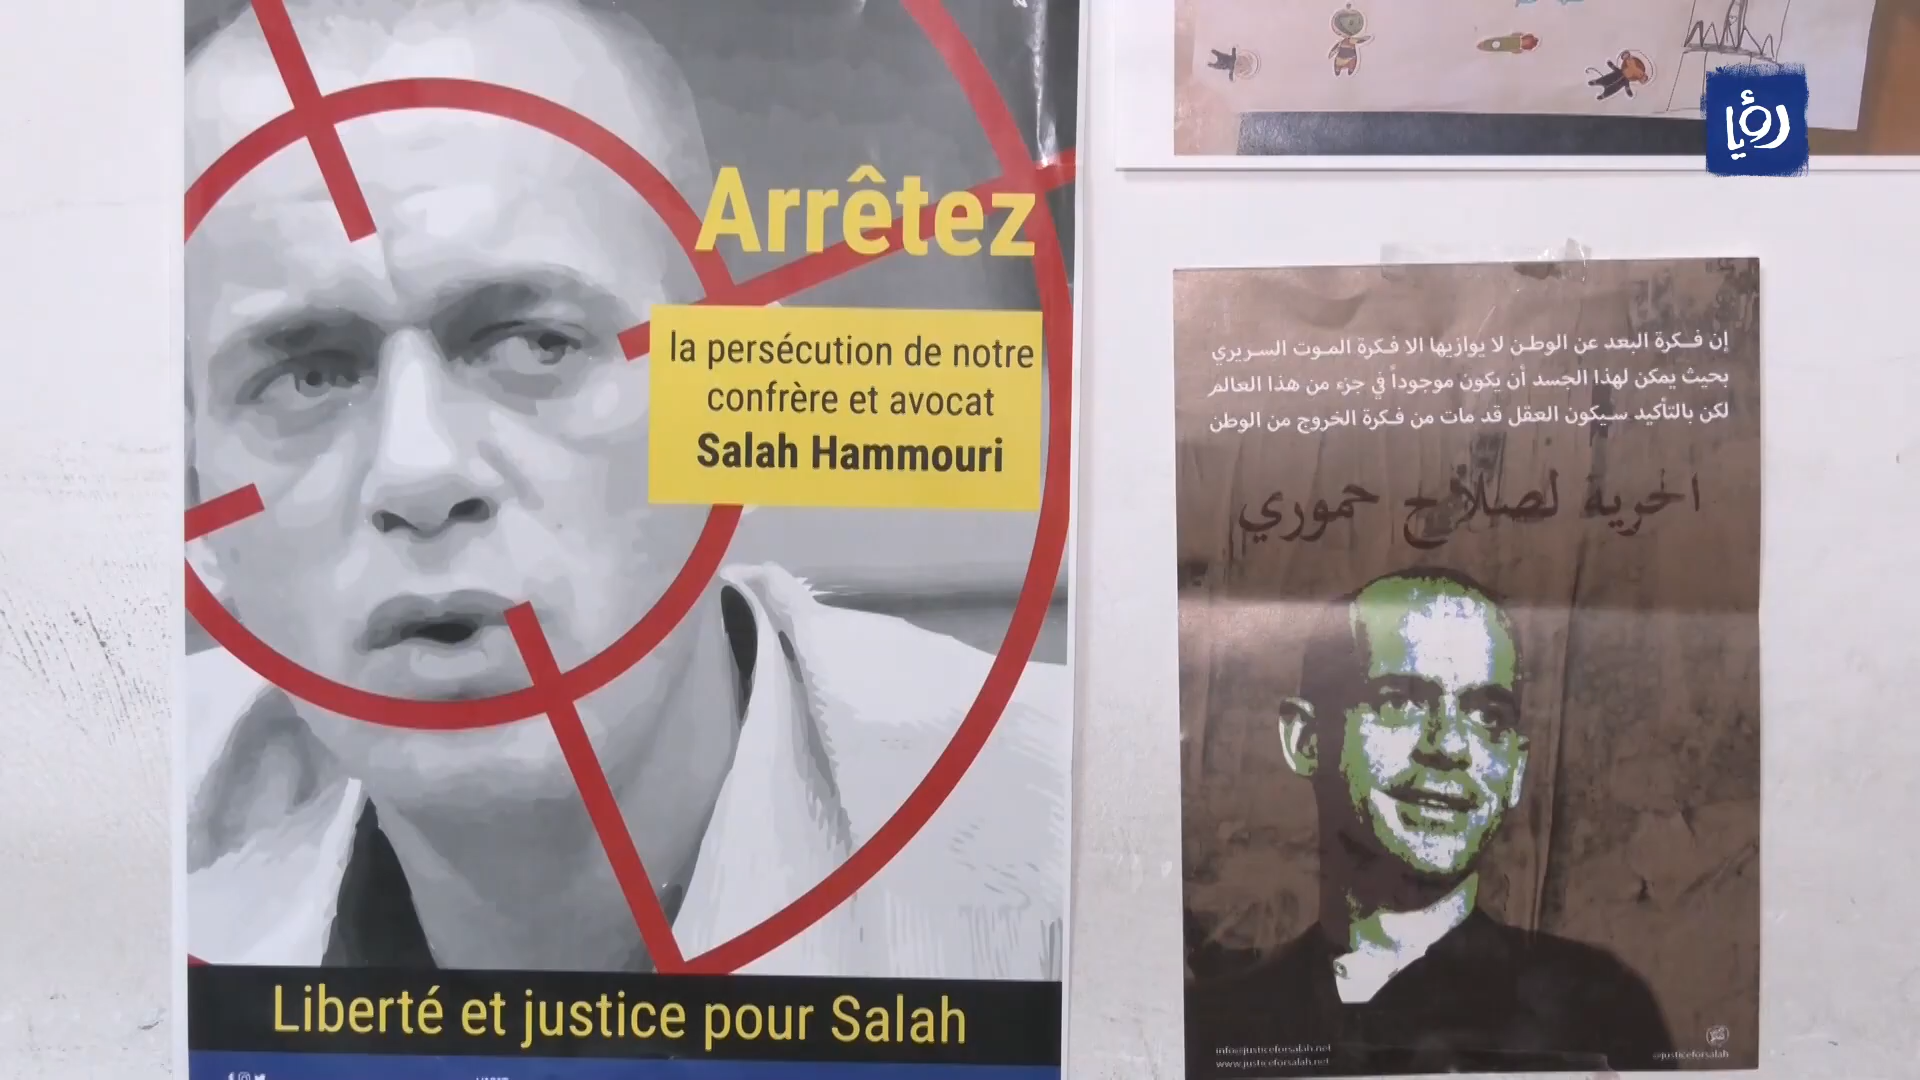 رؤيا
Arrêtez
la persécution de notre
confrère et avocat
Salah Hammouri
Liberté et justice pour Salah
إن فكرة البعد عن الوطن لا يوازيها الا فكرة الموت السريري
بحيث يمكن لهذا الجسد أن يكون موجوداً في جزء من هذا العالم
لكن بالتأكيد سيكون العقل قد مات من فكرة الخروج من الوطن
الحرية لصلاح حموري
info@justiceforsalah.net
www.justiceforsalah.net
@justiceforsalah